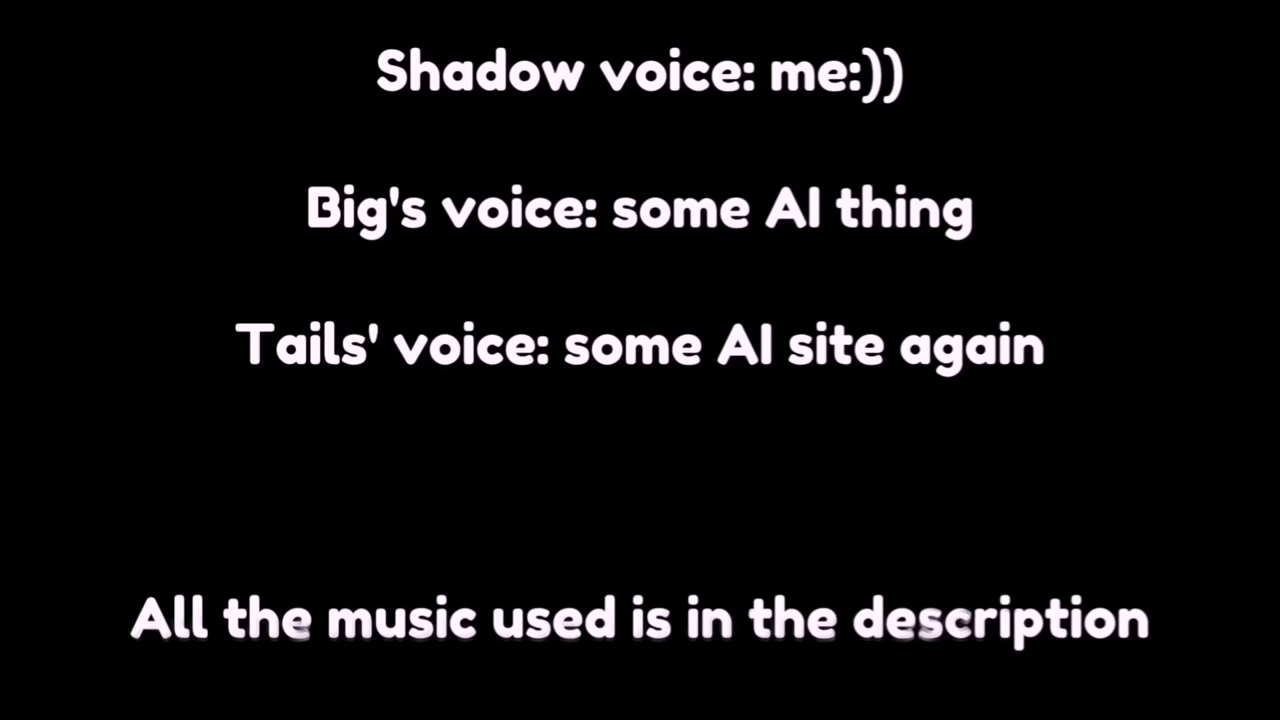 Shadow voice: me:))
Big's voice: some AI thing
Tails' voice: some AI site again
All the music used is in the description